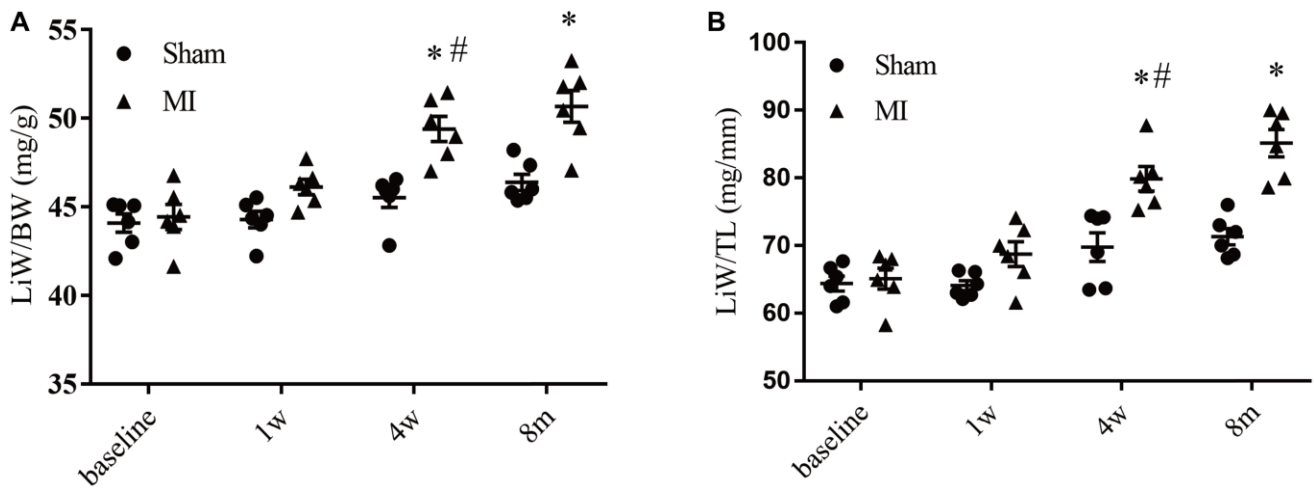 A
LiW/BW (mg/g)
55
50
45
40
35
Sham
MI
* #
*
baseline
1w
4w
8m
B
LiW/TL (mg/mm)
100
90
80
70
60
50
Sham
MI
*#
*
baseline
1w
4w
8m